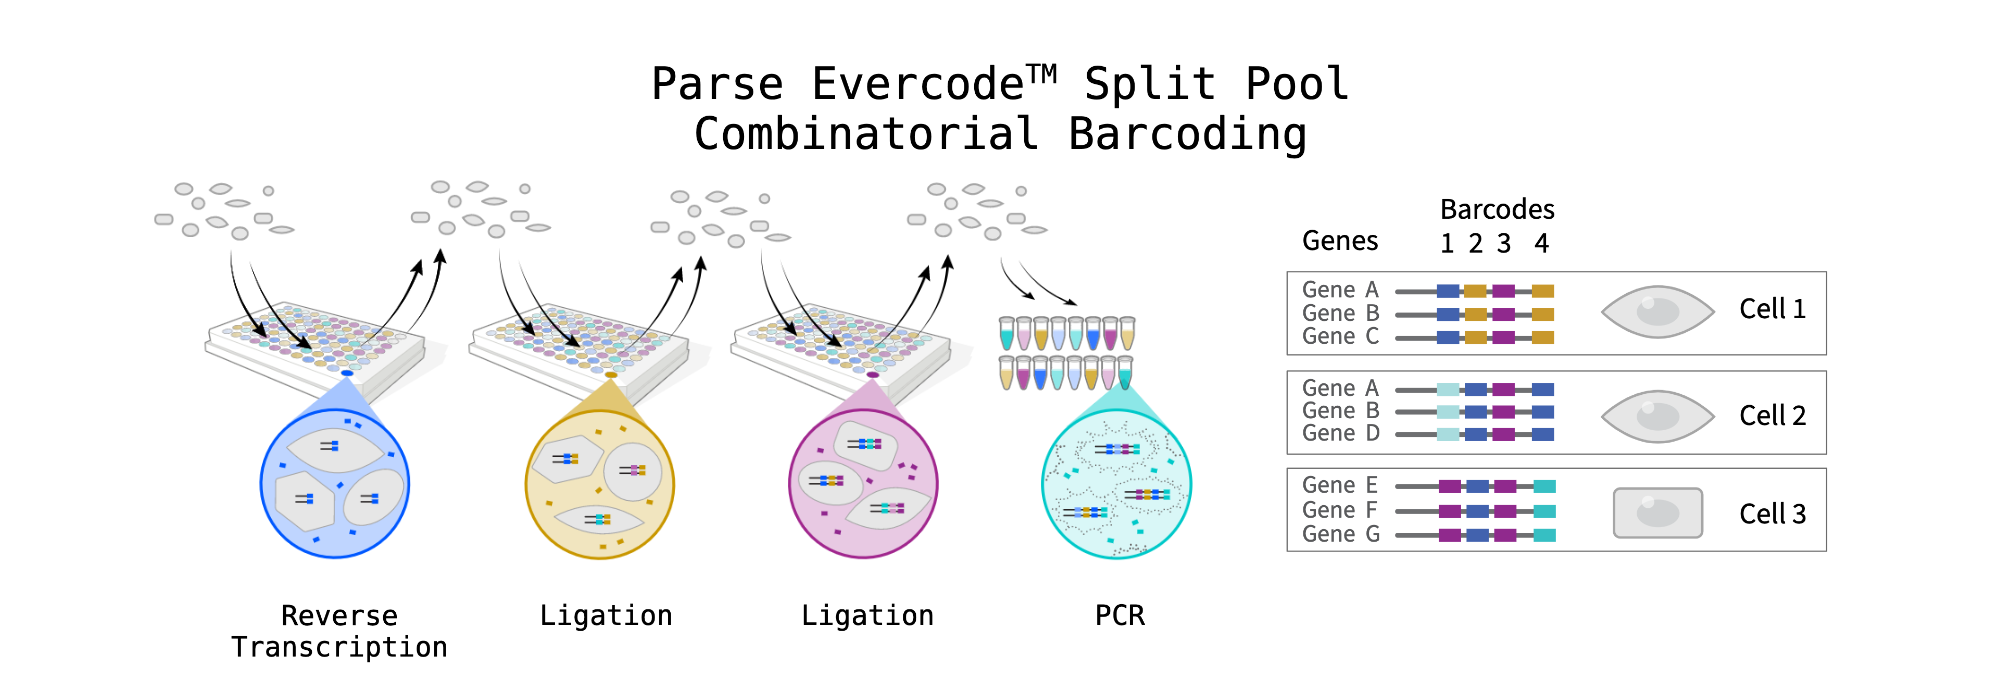 Parse Evercode™ Split Pool
Combinatorial Barcoding
Reverse
Transcription
Ligation
Ligation
PCR
Barcodes
Genes 1 2 3 4
Gene A
Gene B
Gene C
Cell 1
Gene A
Gene B
Gene D
Cell 2
Gene E
Gene F
Gene G
Cell 3